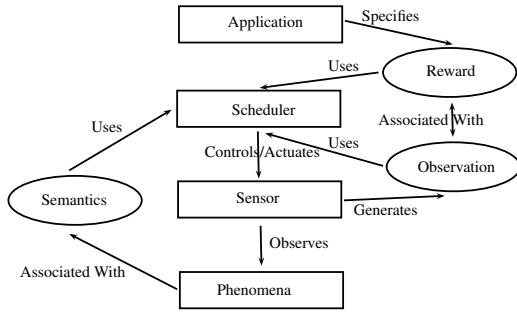 Application
Specifies
Reward
Uses
Scheduler
Associated With
Uses
Controls/Actuates
Uses
Observation
Semantics
Sensor
Generates
Observes
Associated With
Phenomena